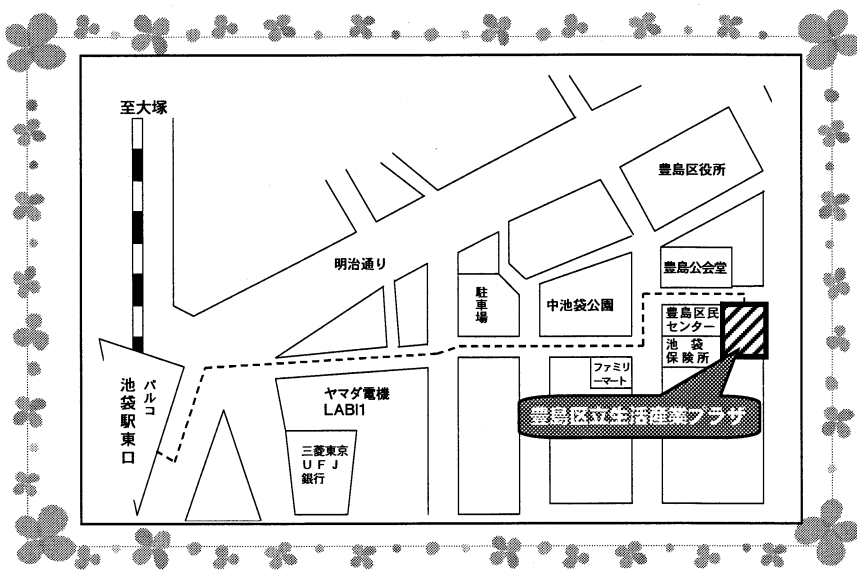 至大塚
豊島区役所
明治通り
豊島公会堂
駐車場
中池袋公園
豊島区民
センター
池袋
保険所
ファミリ
ーマート
パルコ
池袋駅東口
ヤマダ電機
LABI1
豊島区立生活産業プラザ
三菱東京
UFJ
銀行